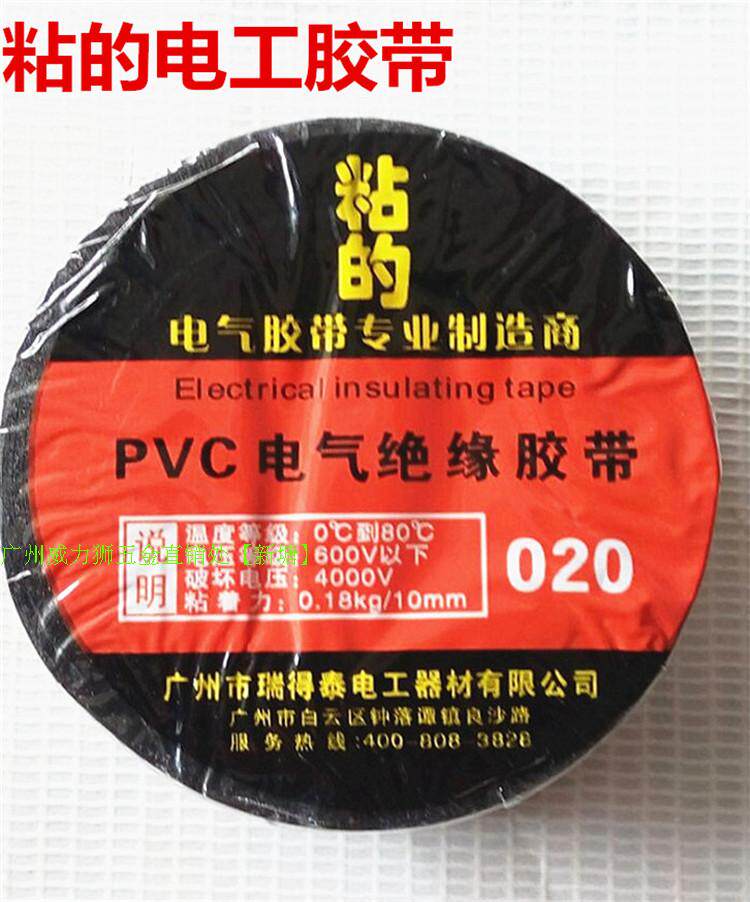 粘的电工胶带
粘的
电气胶带专业制造商
Electrical insulating tape
PVC电气绝缘胶带
说明
温度等级：0℃到80℃
600V以下
破坏电压：4000V
粘着力：0.18kg/10mm
020
广州威力狮五金直销处【新塘】
广州市瑞得泰电工器材有限公司
广州市白云区钟落谭镇良沙路
服务热线:400-808-3828